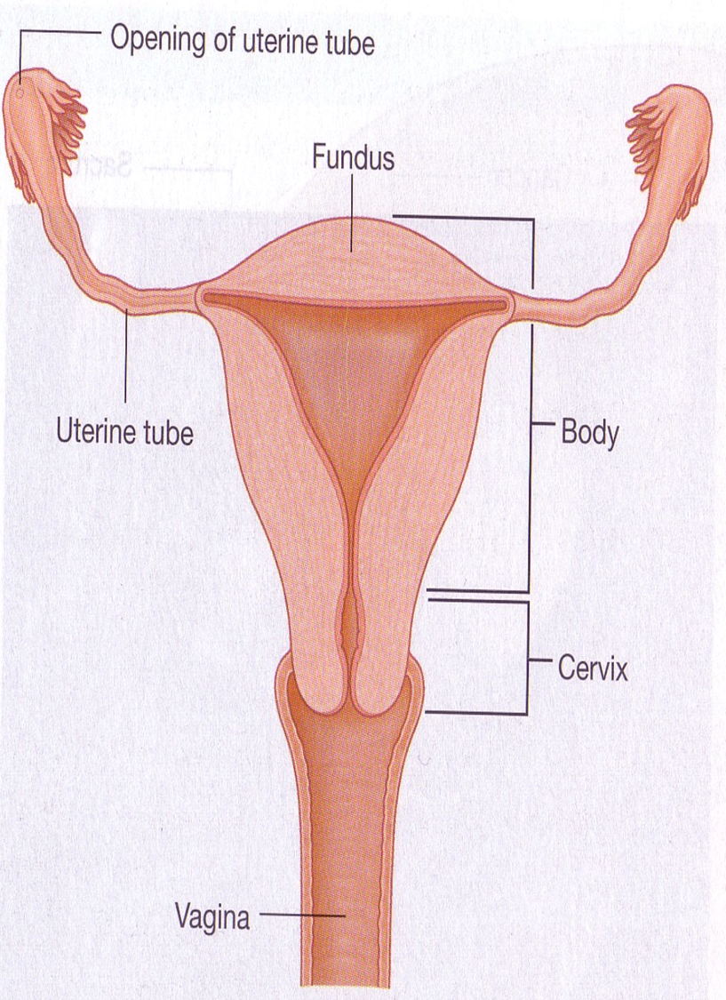 Opening of uterine tube
Fundus
Uterine tube
Body
Cervix
Vagina